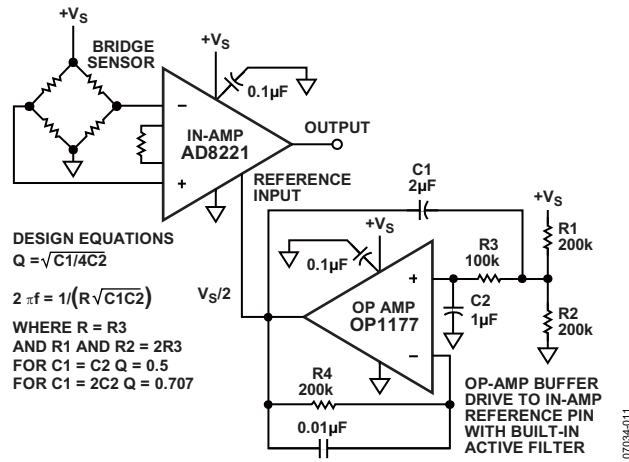 +VS
BRIDGE
SENSOR
+VS
0.1µF
–
IN-AMP
AD8221
+
OUTPUT
REFERENCE
INPUT
C1
2µF
+VS
R1
200k
+VS
0.1µF
R3
100k
+
C2
1µF
R2
200k
VS/2
OP AMP
OP1177
–
R4
200k
0.01µF
DESIGN EQUATIONS
Q = √C1/4C2
2 πf = 1/(R√C1C2)
WHERE R = R3
AND R1 AND R2 = 2R3
FOR C1 = C2 Q = 0.5
FOR C1 = 2C2 Q = 0.707
OP-AMP BUFFER
DRIVE TO IN-AMP
REFERENCE PIN
WITH BUILT-IN
ACTIVE FILTER
07034-011